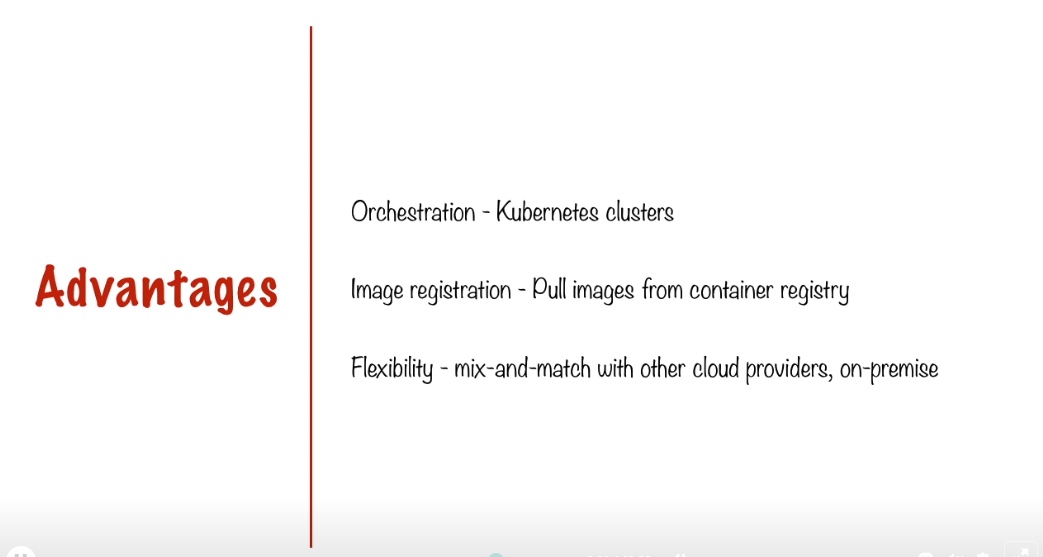 Advantages
Orchestration - Kubernetes clusters
Image registration - Pull images from container registry
Flexibility - mix-and-match with other cloud providers, on-premise